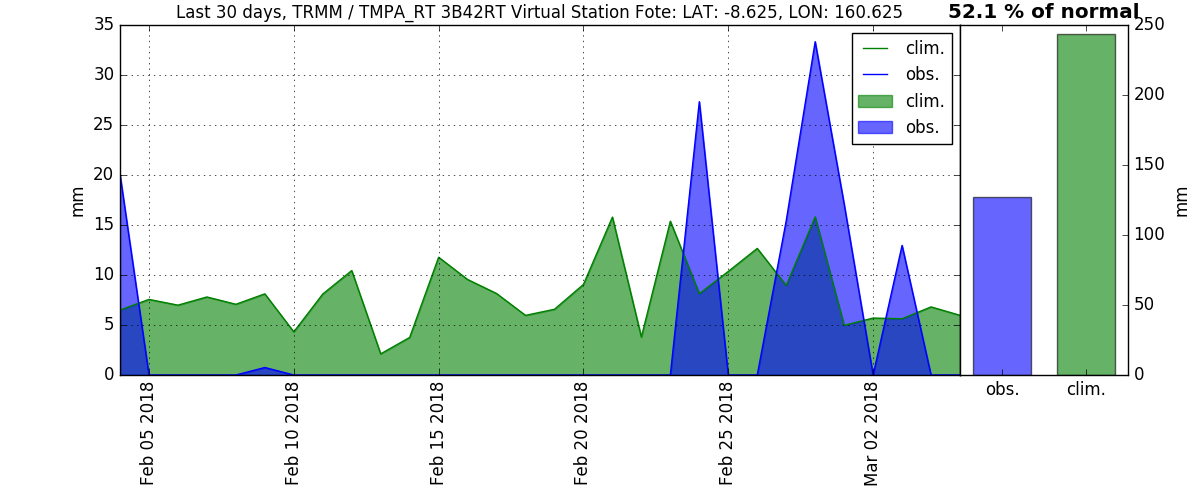 Last 30 days, TRMM / TMPA_RT 3B42RT Virtual Station Fote: LAT: -8.625, LON: 160.625
52.1 % of normal
35
30
25
20
15
10
5
0
mm
clim.
obs.
clim.
obs.
Feb 05 2018
Feb 10 2018
Feb 15 2018
Feb 20 2018
Feb 25 2018
Mar 02 2018
250
200
150
100
50
0
mm
obs.
clim.